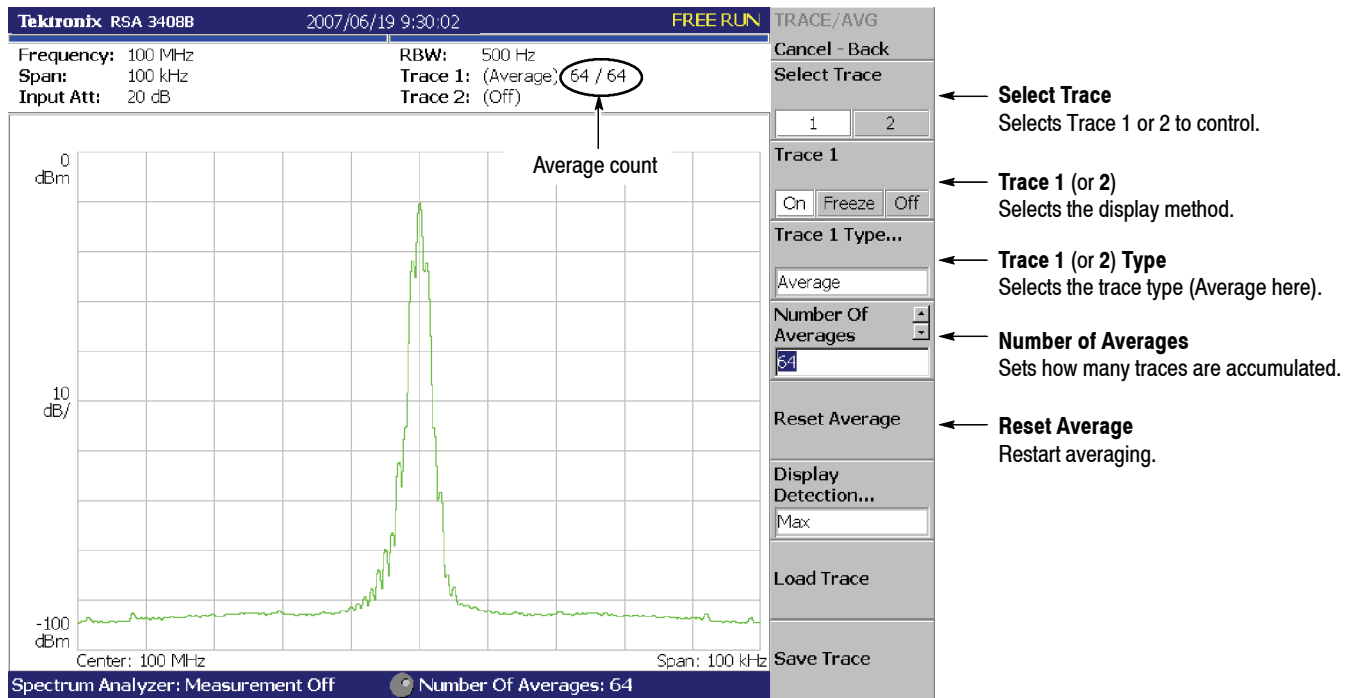 Tektronix RSA 3408B 2007/06/19 9:30:02 FREE RUN
Frequency: 100 MHz RBW: 500 Hz
Span: 100 kHz Trace 1: (Average) 64 / 64
Input Att: 20 dB Trace 2: (Off)
Average count
0
dBm
10
dB/
-100
dBm
Center: 100 MHz Span: 100 kHz
Spectrum Analyzer: Measurement Off Number Of Averages: 64
TRACE/AVG
Cancel - Back
Select Trace
1 2
Trace 1
On Freeze Off
Trace 1 Type...
Average
Number Of
Averages
64
Reset Average
Display
Detection...
Max
Load Trace
Save Trace
Select Trace
Selects Trace 1 or 2 to control.
Trace 1 (or 2)
Selects the display method.
Trace 1 (or 2) Type
Selects the trace type (Average here).
Number of Averages
Sets how many traces are accumulated.
Reset Average
Restart averaging.